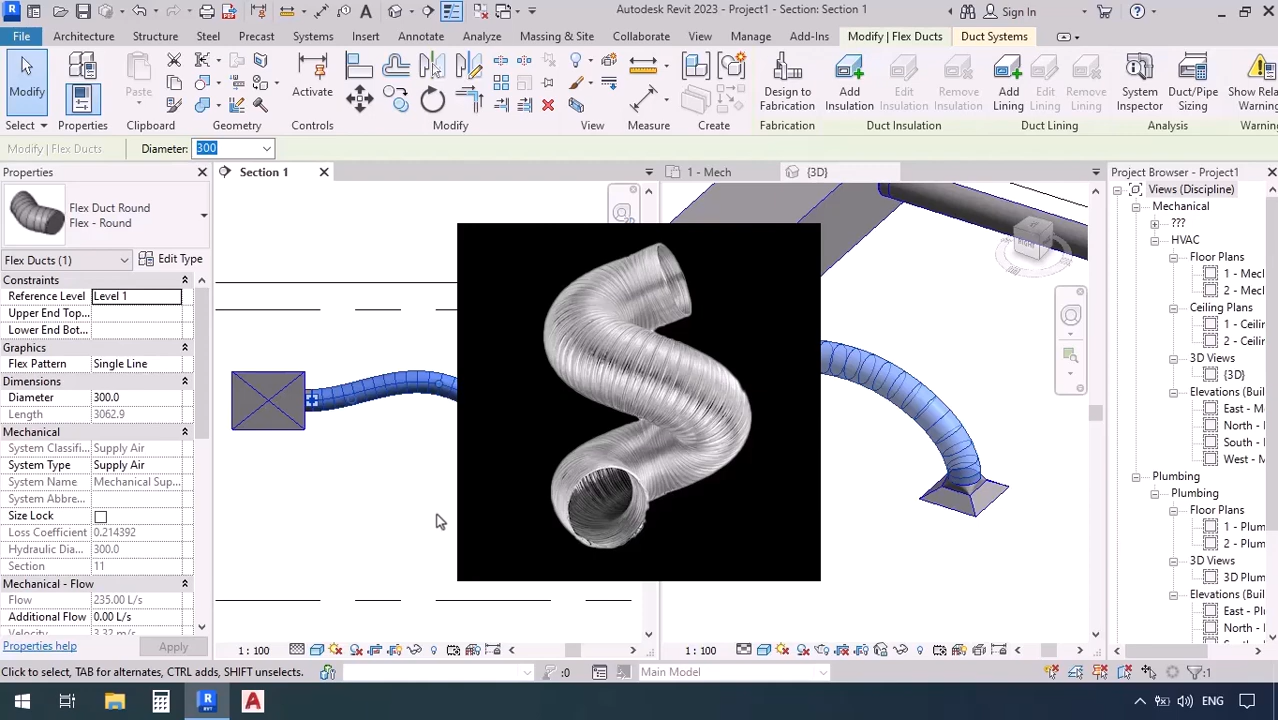 Autodesk Revit 2023 - Project1 - Section: Section 1
Sign In
File
Architecture
Structure
Steel
Precast
Systems
Insert
Annotate
Analyze
Massing & Site
Collaborate
View
Manage
Add-Ins
Modify | Flex Ducts
Duct Systems
Modify
Paste
Activate
Design to
Fabrication
Add
Insulation
Edit
Insulation
Remove
Insulation
Add
Lining
Edit
Lining
Remove
Lining
System
Inspector
Duct/Pipe
Sizing
Show Rela
Warning
Select
Properties
Clipboard
Geometry
Controls
Modify
View
Measure
Create
Fabrication
Duct Insulation
Duct Lining
Analysis
Warnin
Modify | Flex Ducts
Diameter: 300
Properties
Section 1
1 - Mech
{3D}
Project Browser - Project1
Flex Duct Round
Flex - Round
Flex Ducts (1)
Edit Type
Constraints
Reference Level Level 1
Upper End Top...
Lower End Bot...
Graphics
Flex Pattern Single Line
Dimensions
Diameter 300.0
Length 3062.9
Mechanical
System Classifi... Supply Air
System Type Supply Air
System Name Mechanical Sup...
System Abbre...
Size Lock
Loss Coefficient 0.214392
Hydraulic Dia... 300.0
Section 11
Mechanical - Flow
Flow 235.00 L/s
Additional Flow 0.00 L/s
Velocity 3.32 m/s
Properties help
Apply
RIGHT
Views (Discipline)
Mechanical
???
HVAC
Floor Plans
1 - Mecl
2 - Mecl
Ceiling Plans
1 - Ceilir
2 - Ceilir
3D Views
{3D}
Elevations (Buil
East - M
North -
South -
West - M
Plumbing
Plumbing
Floor Plans
1 - Plum
2 - Plum
3D Views
3D Plum
Elevations (Buil
East - Plu
North -
1 : 100
1 : 100
Click to select, TAB for alternates, CTRL adds, SHIFT unselects.
:0
Main Model
:1
ENG